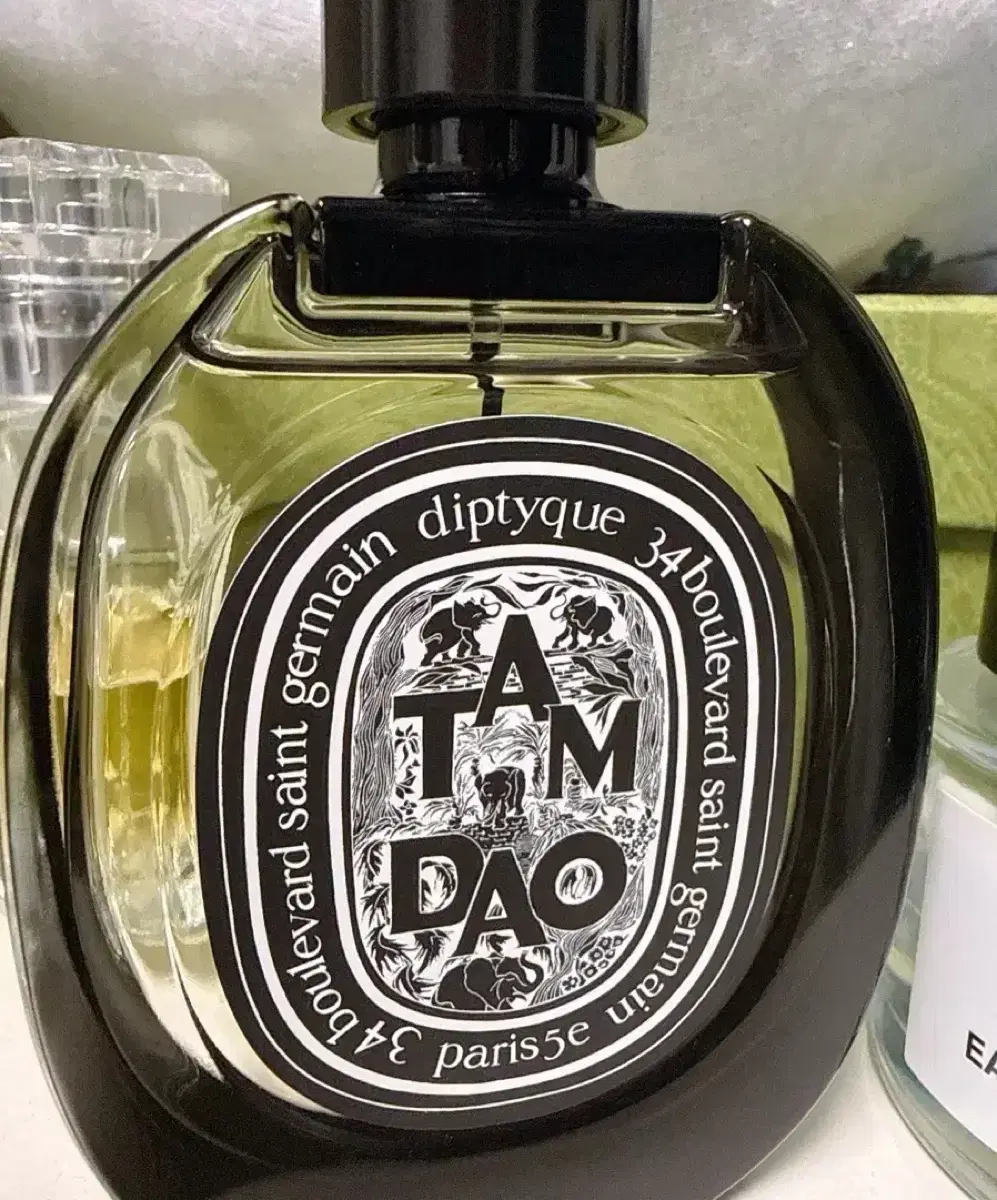 diptyque
34 boulevard saint germain
paris 5e
34 boulevard saint germain
TAM
DAO